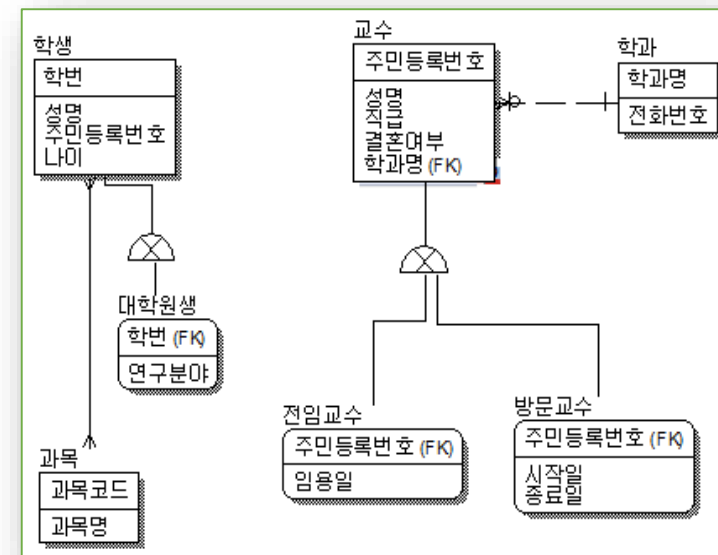 학생
학번
성명
주민등록번호
나이
교수
주민등록번호
성명
직급
결혼여부
학과명 (FK)
학과
학과명
전화번호
대학원생
학번 (FK)
연구분야
전임교수
주민등록번호 (FK)
임용일
방문교수
주민등록번호 (FK)
시작일
종료일
과목
과목코드
과목명